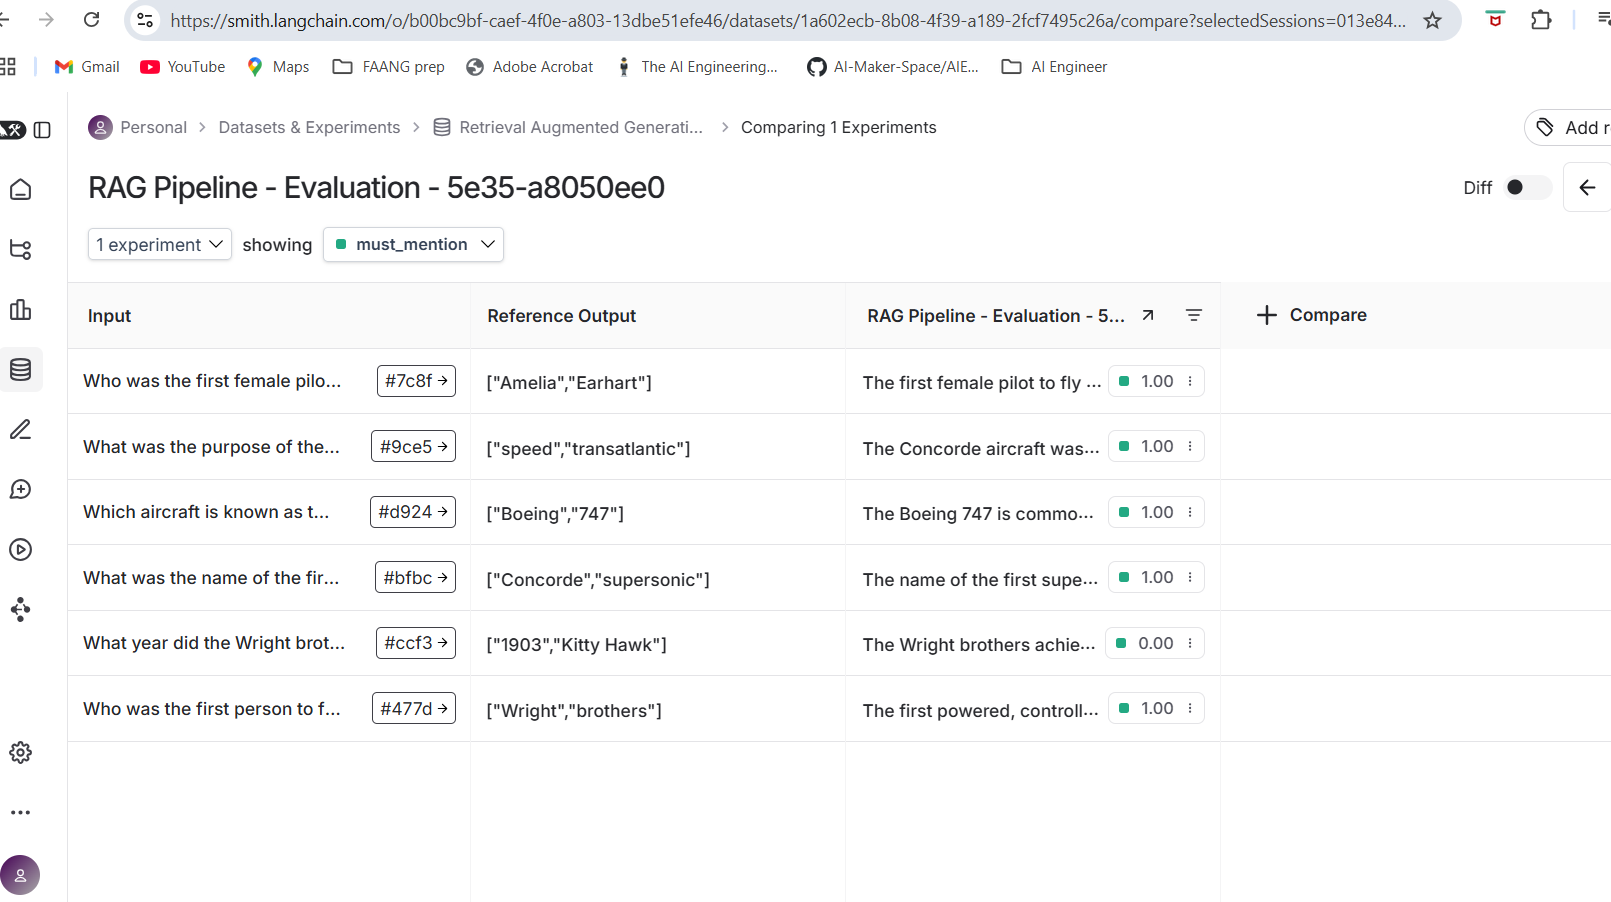 https://smith.langchain.com/o/b00bc9bf-caef-4f0e-a803-13dbe51efe46/datasets/1a602ecb-8b08-4f39-a189-2fcf7495c26a/compare?selectedSessions=013e84...
Gmail YouTube Maps FAANG prep Adobe Acrobat The AI Engineering... AI-Maker-Space/AIE... AI Engineer
Personal > Datasets & Experiments > Retrieval Augmented Generati... > Comparing 1 Experiments
Add r
RAG Pipeline - Evaluation - 5e35-a8050ee0
Diff
1 experiment showing must_mention
Input Reference Output RAG Pipeline - Evaluation - 5... Compare
Who was the first female pilo... #7c8f → ["Amelia","Earhart"] The first female pilot to fly ... 1.00
What was the purpose of the... #9ce5 → ["speed","transatlantic"] The Concorde aircraft was... 1.00
Which aircraft is known as t... #d924 → ["Boeing","747"] The Boeing 747 is commo... 1.00
What was the name of the fir... #bfbc → ["Concorde","supersonic"] The name of the first supe... 1.00
What year did the Wright brot... #ccf3 → ["1903","Kitty Hawk"] The Wright brothers achie... 0.00
Who was the first person to f... #477d → ["Wright","brothers"] The first powered, controll... 1.00